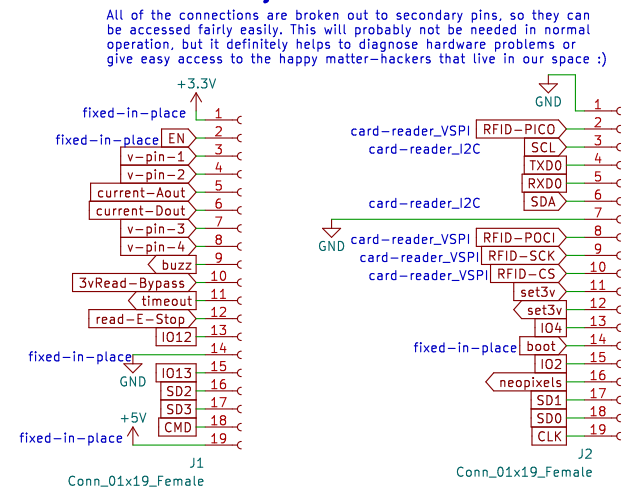 All of the connections are broken out to secondary pins, so they can
be accessed fairly easily. This will probably not be needed in normal
operation, but it definitely helps to diagnose hardware problems or
give easy access to the happy matter-hackers that live in our space :)
+3.3V
fixed-in-place
1
fixed-in-place EN 2
v-pin-1 3
v-pin-2 4
current-Aout 5
current-Dout 6
v-pin-3 7
v-pin-4 8
buzz 9
3vRead-Bypass 10
timeout 11
read-E-Stop 12
IO12 13
fixed-in-place 14
GND
IO13 15
SD2 16
SD3 17
+5V
CMD 18
fixed-in-place 19
J1
Conn_01x19_Female
GND
1
card-reader_VSPI RFID-PICO 2
card-reader_I2C SCL 3
TXD0 4
RXD0 5
card-reader_I2C SDA 6
7
GND
card-reader_VSPI RFID-POCI 8
card-reader_VSPI RFID-SCK 9
card-reader_VSPI RFID-CS 10
set3v 11
set3v 12
IO4 13
fixed-in-place boot 14
IO2 15
neopixels 16
SD1 17
SD0 18
CLK 19
J2
Conn_01x19_Female